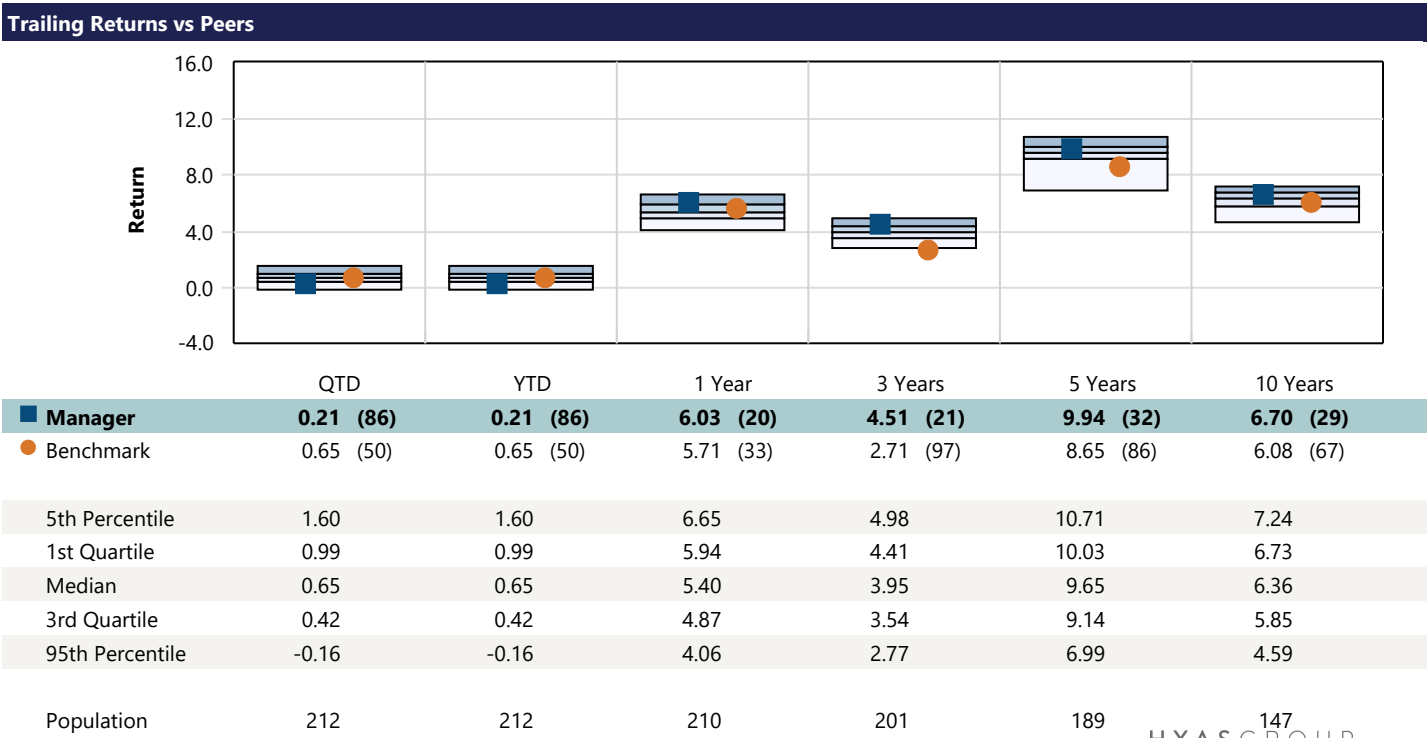 Trailing Returns vs Peers
16.0
12.0
8.0
4.0
0.0
-4.0
Return
QTD YTD 1 Year 3 Years 5 Years 10 Years
Manager 0.21 (86) 0.21 (86) 6.03 (20) 4.51 (21) 9.94 (32) 6.70 (29)
Benchmark 0.65 (50) 0.65 (50) 5.71 (33) 2.71 (97) 8.65 (86) 6.08 (67)
5th Percentile 1.60 1.60 6.65 4.98 10.71 7.24
1st Quartile 0.99 0.99 5.94 4.41 10.03 6.73
Median 0.65 0.65 5.40 3.95 9.65 6.36
3rd Quartile 0.42 0.42 4.87 3.54 9.14 5.85
95th Percentile -0.16 -0.16 4.06 2.77 6.99 4.59
Population 212 212 210 201 189 147
HYASGROUP